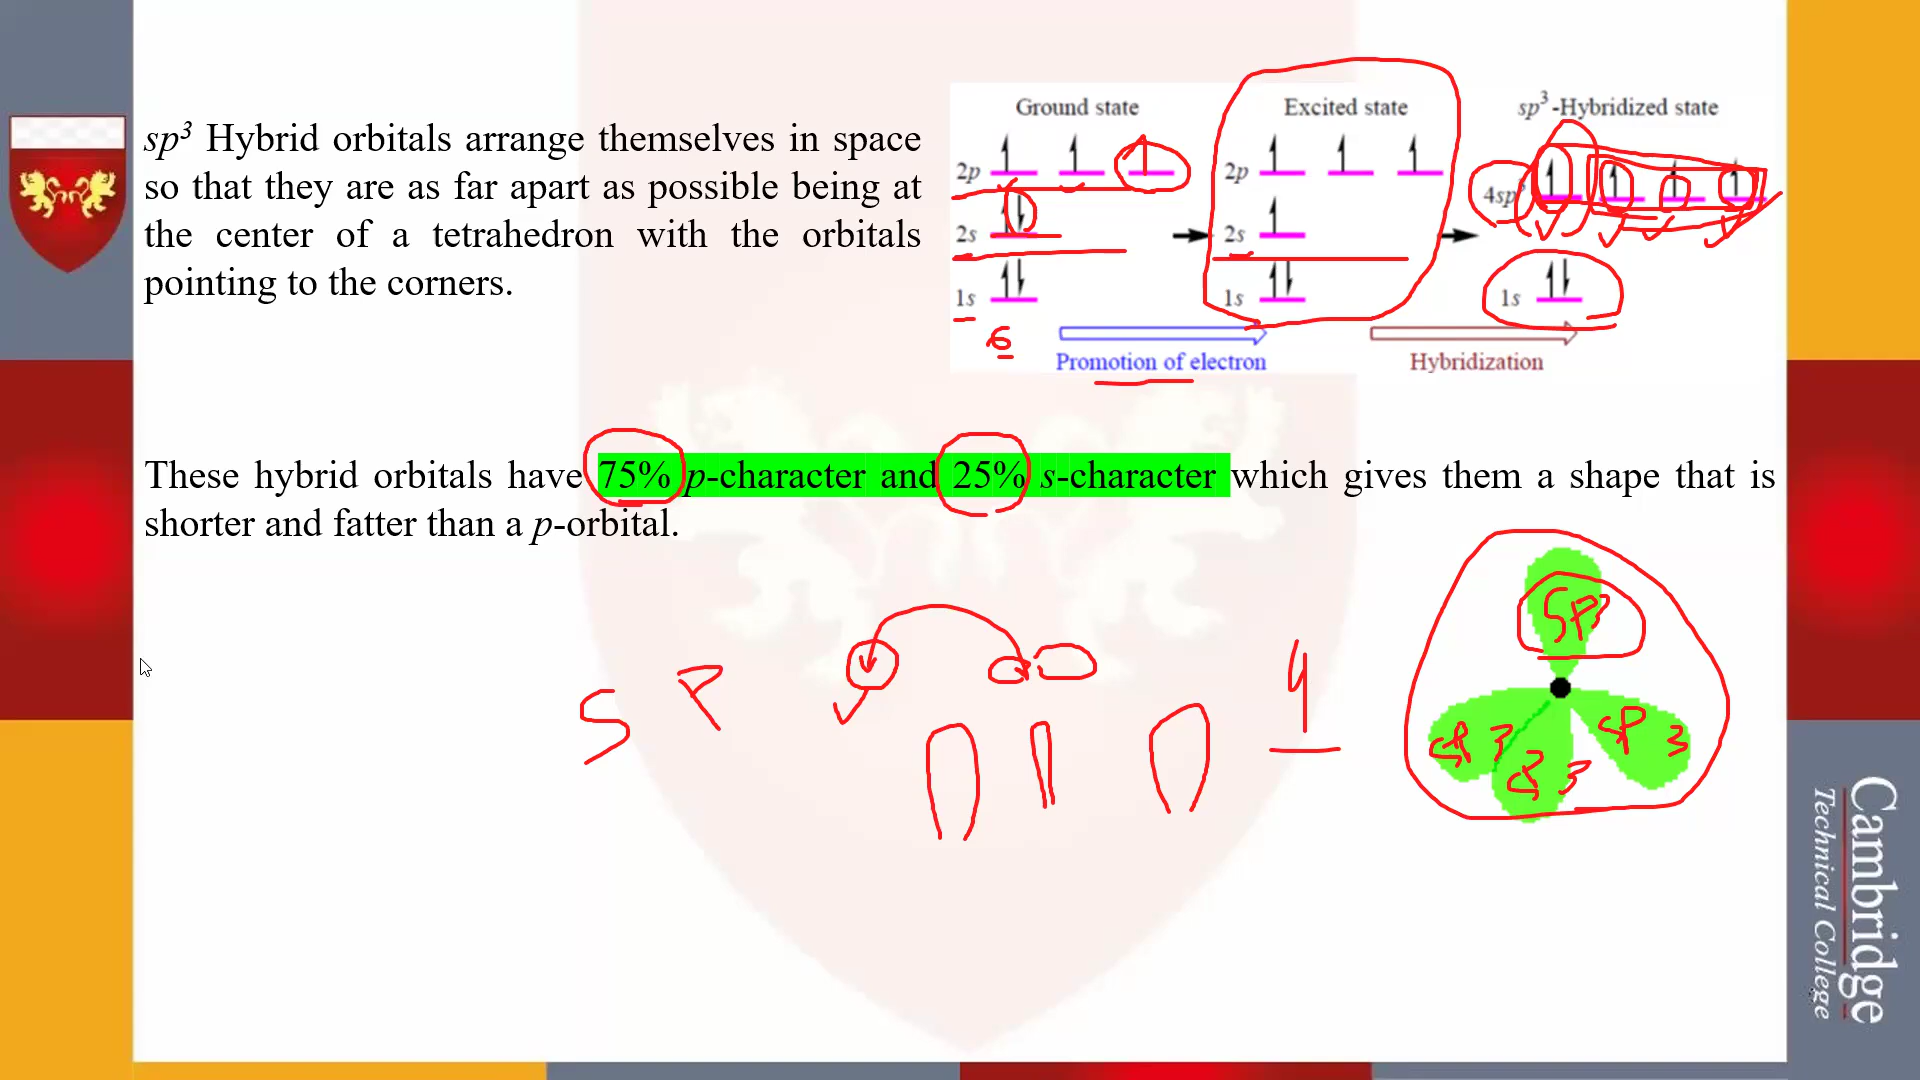 sp³ Hybrid orbitals arrange themselves in space
so that they are as far apart as possible being at
the center of a tetrahedron with the orbitals
pointing to the corners.
Ground state Excited state sp³-Hybridized state
2p 2p
4sp³
2s 2s
1s 1s 1s
6
Promotion of electron Hybridization
These hybrid orbitals have 75% p-character and 25% s-character which gives them a shape that is
shorter and fatter than a p-orbital.
S P 4
SP3
SP3 SP3 SP3
Cambridge
Technical College